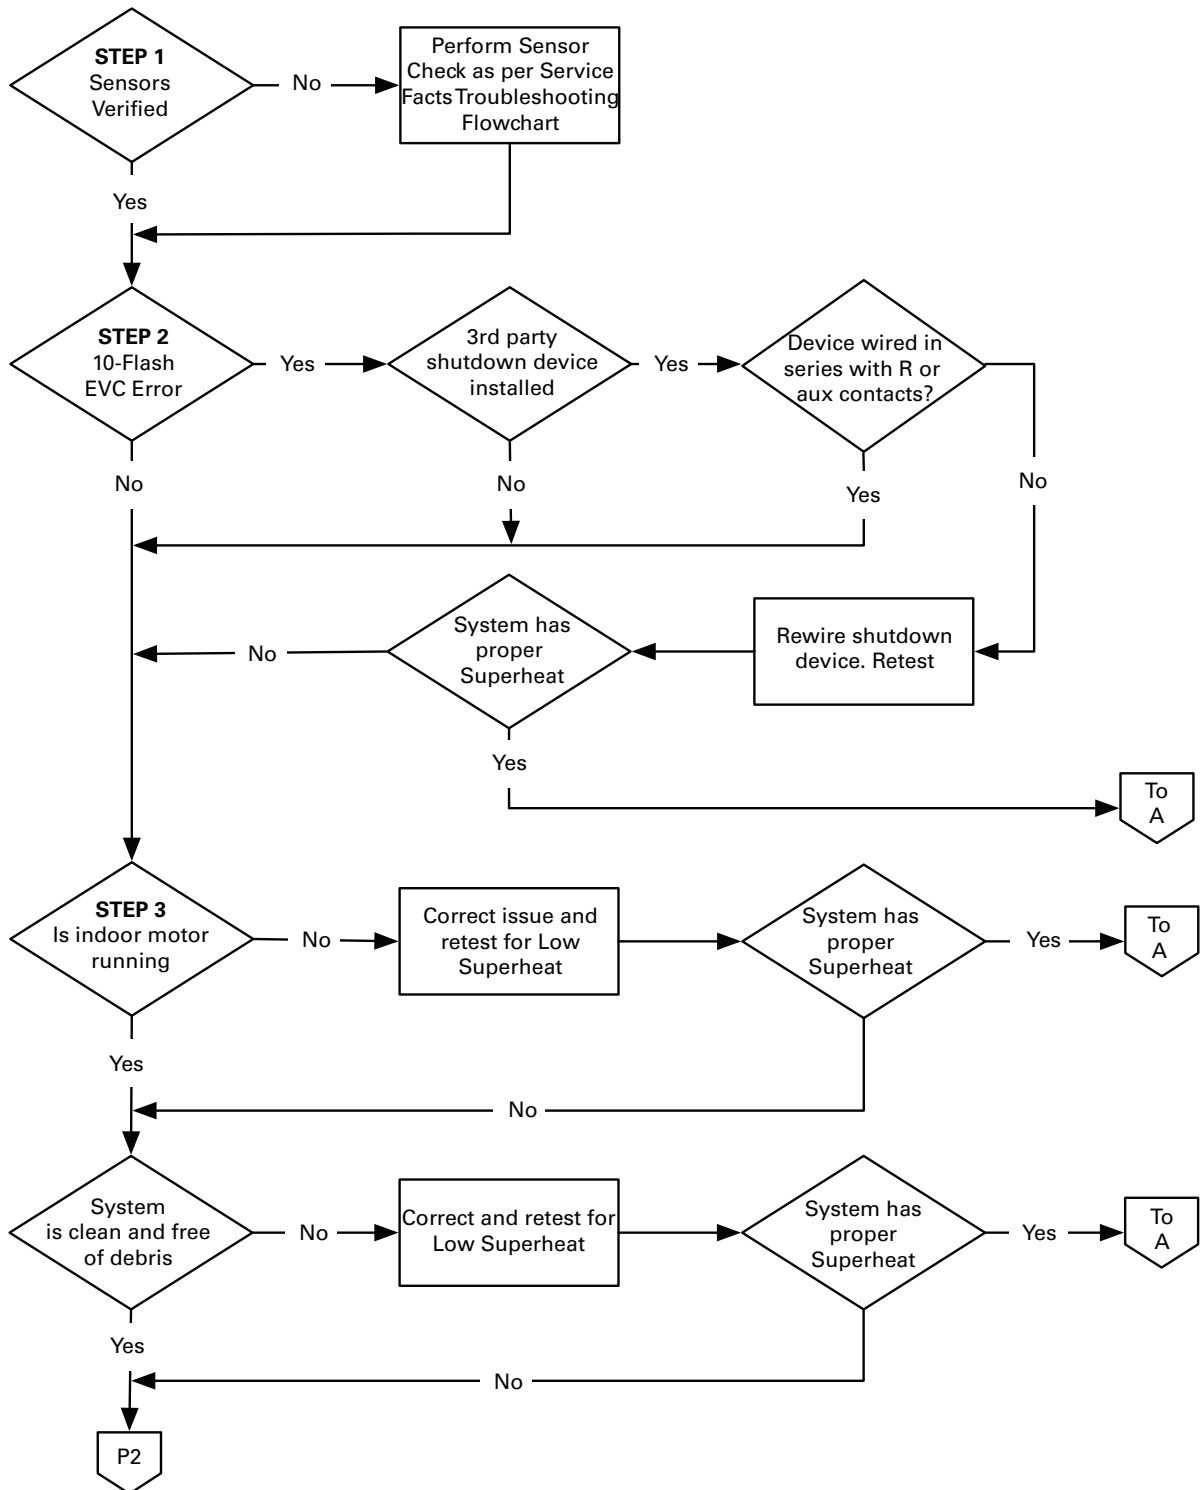 STEP 1
Sensors
Verified
No
Perform Sensor
Check as per Service
Facts Troubleshooting
Flowchart
Yes
STEP 2
10-Flash
EVC Error
Yes
3rd party
shutdown device
installed
Yes
Device wired in
series with R or
aux contacts?
No
No
Yes
No
System has
proper
Superheat
Rewire shutdown
device. Retest
No
Yes
To
A
STEP 3
Is indoor motor
running
No
Correct issue and
retest for Low
Superheat
System has
proper
Superheat
Yes
To
A
Yes
No
System
is clean and free
of debris
No
Correct and retest for
Low Superheat
System has
proper
Superheat
Yes
To
A
Yes
No
P2